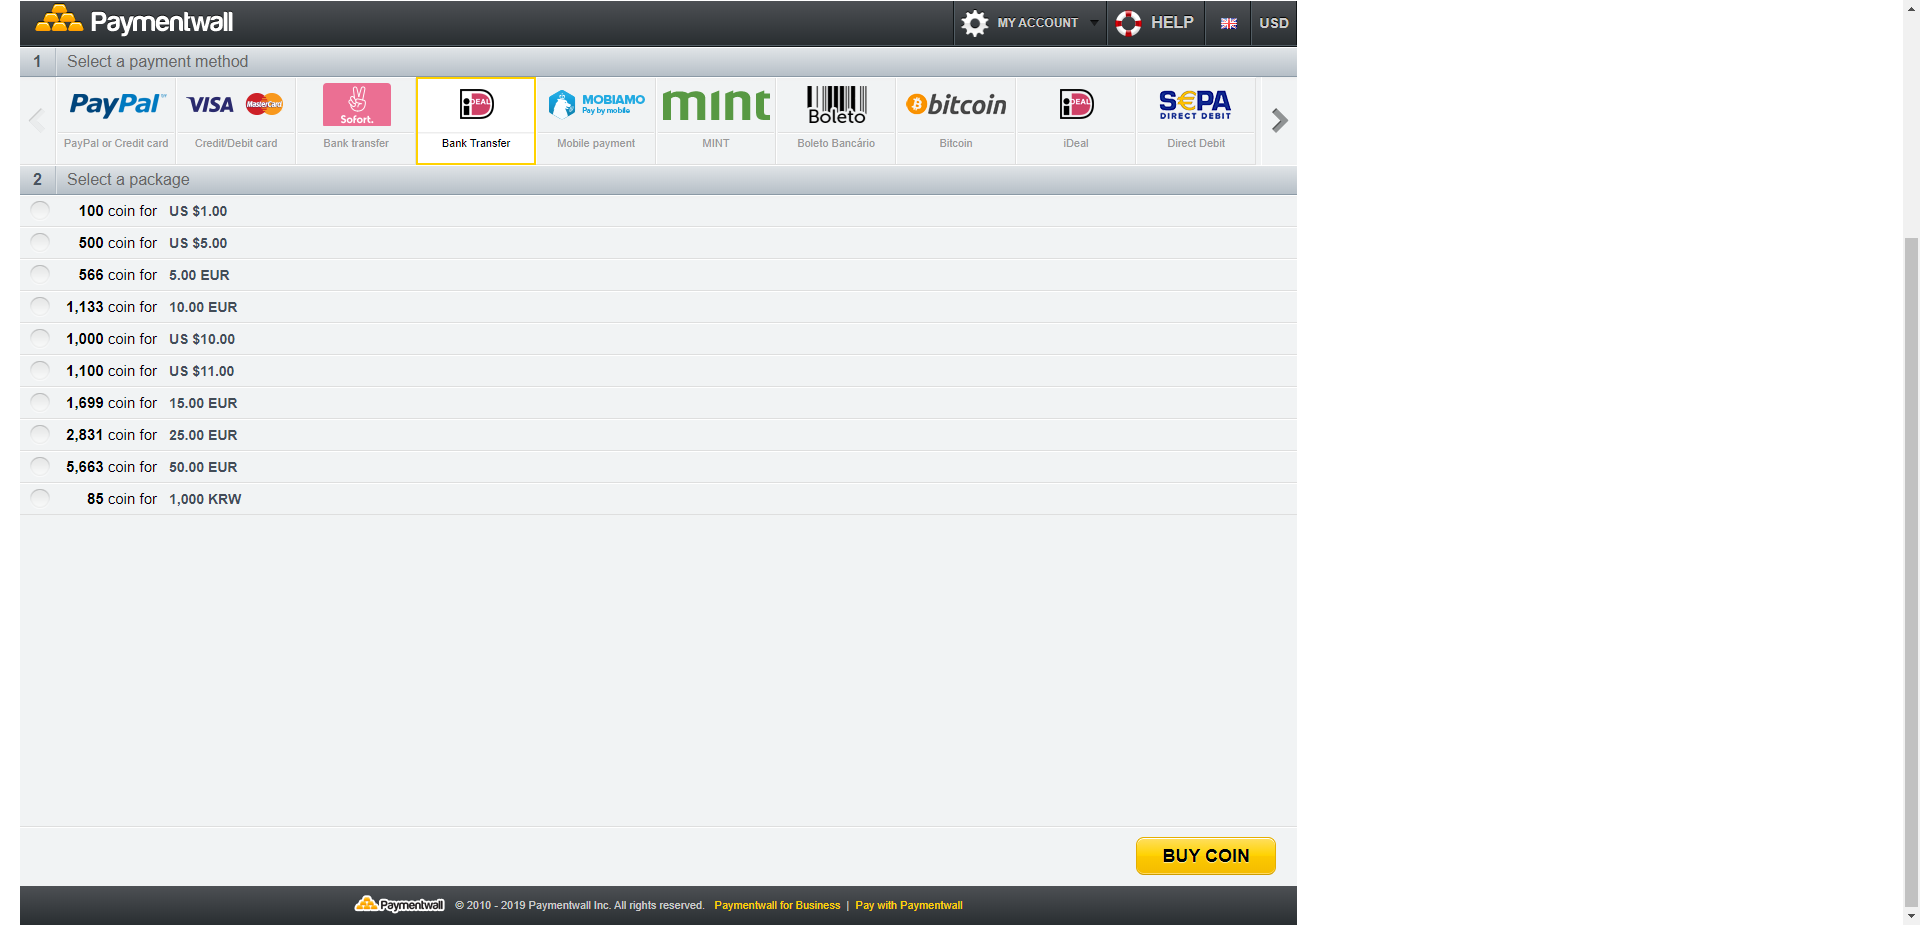 Paymentwall MY ACCOUNT HELP USD
1 Select a payment method
PayPal VISA MasterCard Sofort. iDEAL MOBIAMO Pay by mobile mint Boleto bitcoin iDEAL S€PA DIRECT DEBIT
PayPal or Credit card Credit/Debit card Bank transfer Bank Transfer Mobile payment MINT Boleto Bancário Bitcoin iDeal Direct Debit
2 Select a package
100 coin for US $1.00
500 coin for US $5.00
566 coin for 5.00 EUR
1,133 coin for 10.00 EUR
1,000 coin for US $10.00
1,100 coin for US $11.00
1,699 coin for 15.00 EUR
2,831 coin for 25.00 EUR
5,663 coin for 50.00 EUR
85 coin for 1,000 KRW
BUY COIN
Paymentwall © 2010 - 2019 Paymentwall Inc. All rights reserved. Paymentwall for Business | Pay with Paymentwall